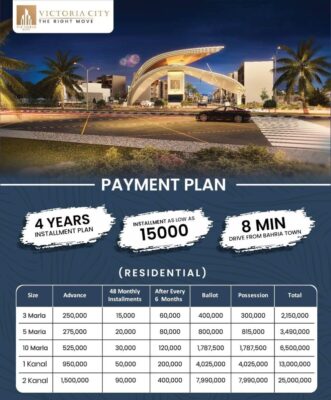 VICTORIA CITY
THE RIGHT MOVE
PAYMENT PLAN
4 YEARS
INSTALLMENT PLAN
INSTALLMENT AS LOW AS
15000
8 MIN
DRIVE FROM BAHRIA TOWN
(RESIDENTIAL)
Size Advance 48 Monthly Installments After Every 6 Months Ballot Possession Total
3 Marla 250,000 15,000 60,000 400,000 300,000 2,150,000
5 Marla 275,000 20,000 80,000 800,000 815,000 3,490,000
10 Marla 525,000 30,000 120,000 1,787,500 1,787,500 6,500,000
1 Kanal 950,000 50,000 200,000 4,025,000 4,025,000 13,000,000
2 Kanal 1,500,000 90,000 400,000 7,990,000 7,990,000 25,000,000